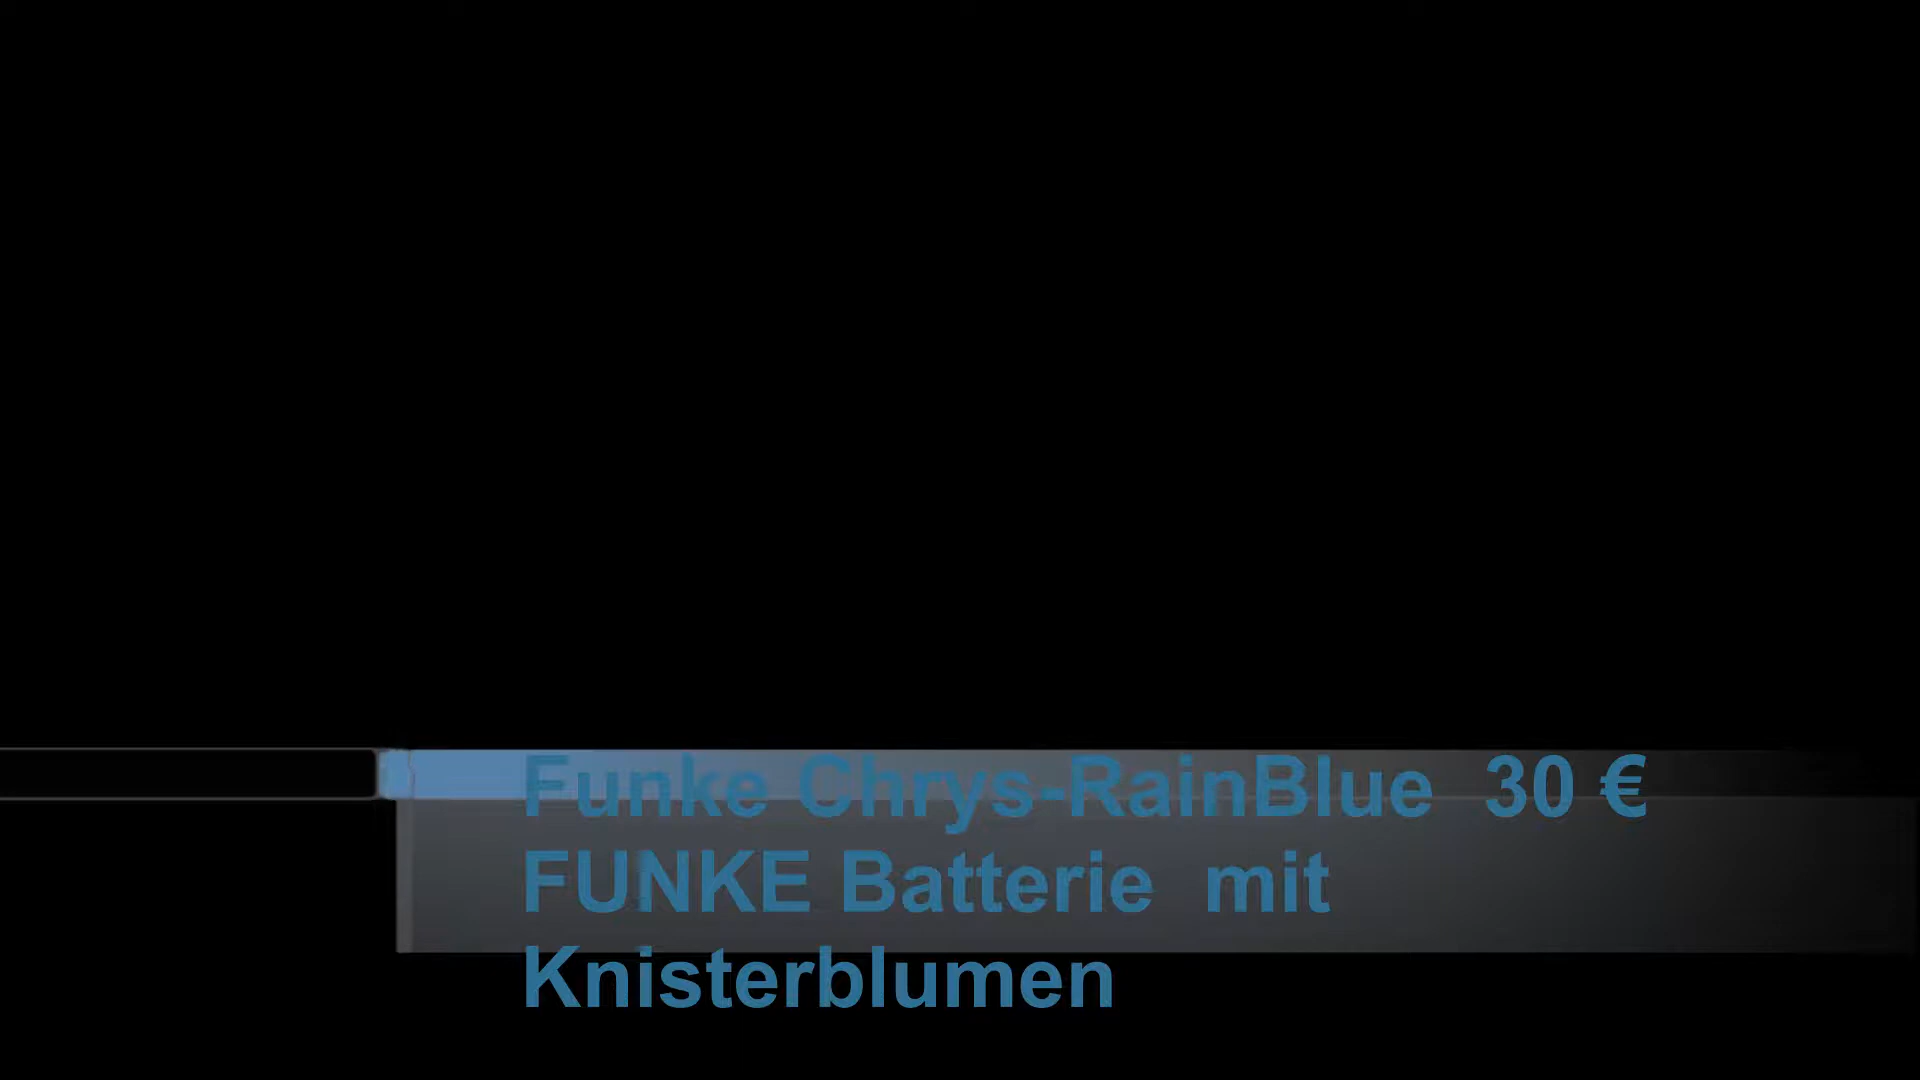 Funke Chrys-RainBlue  30 €
FUNKE Batterie  mit
Knisterblumen